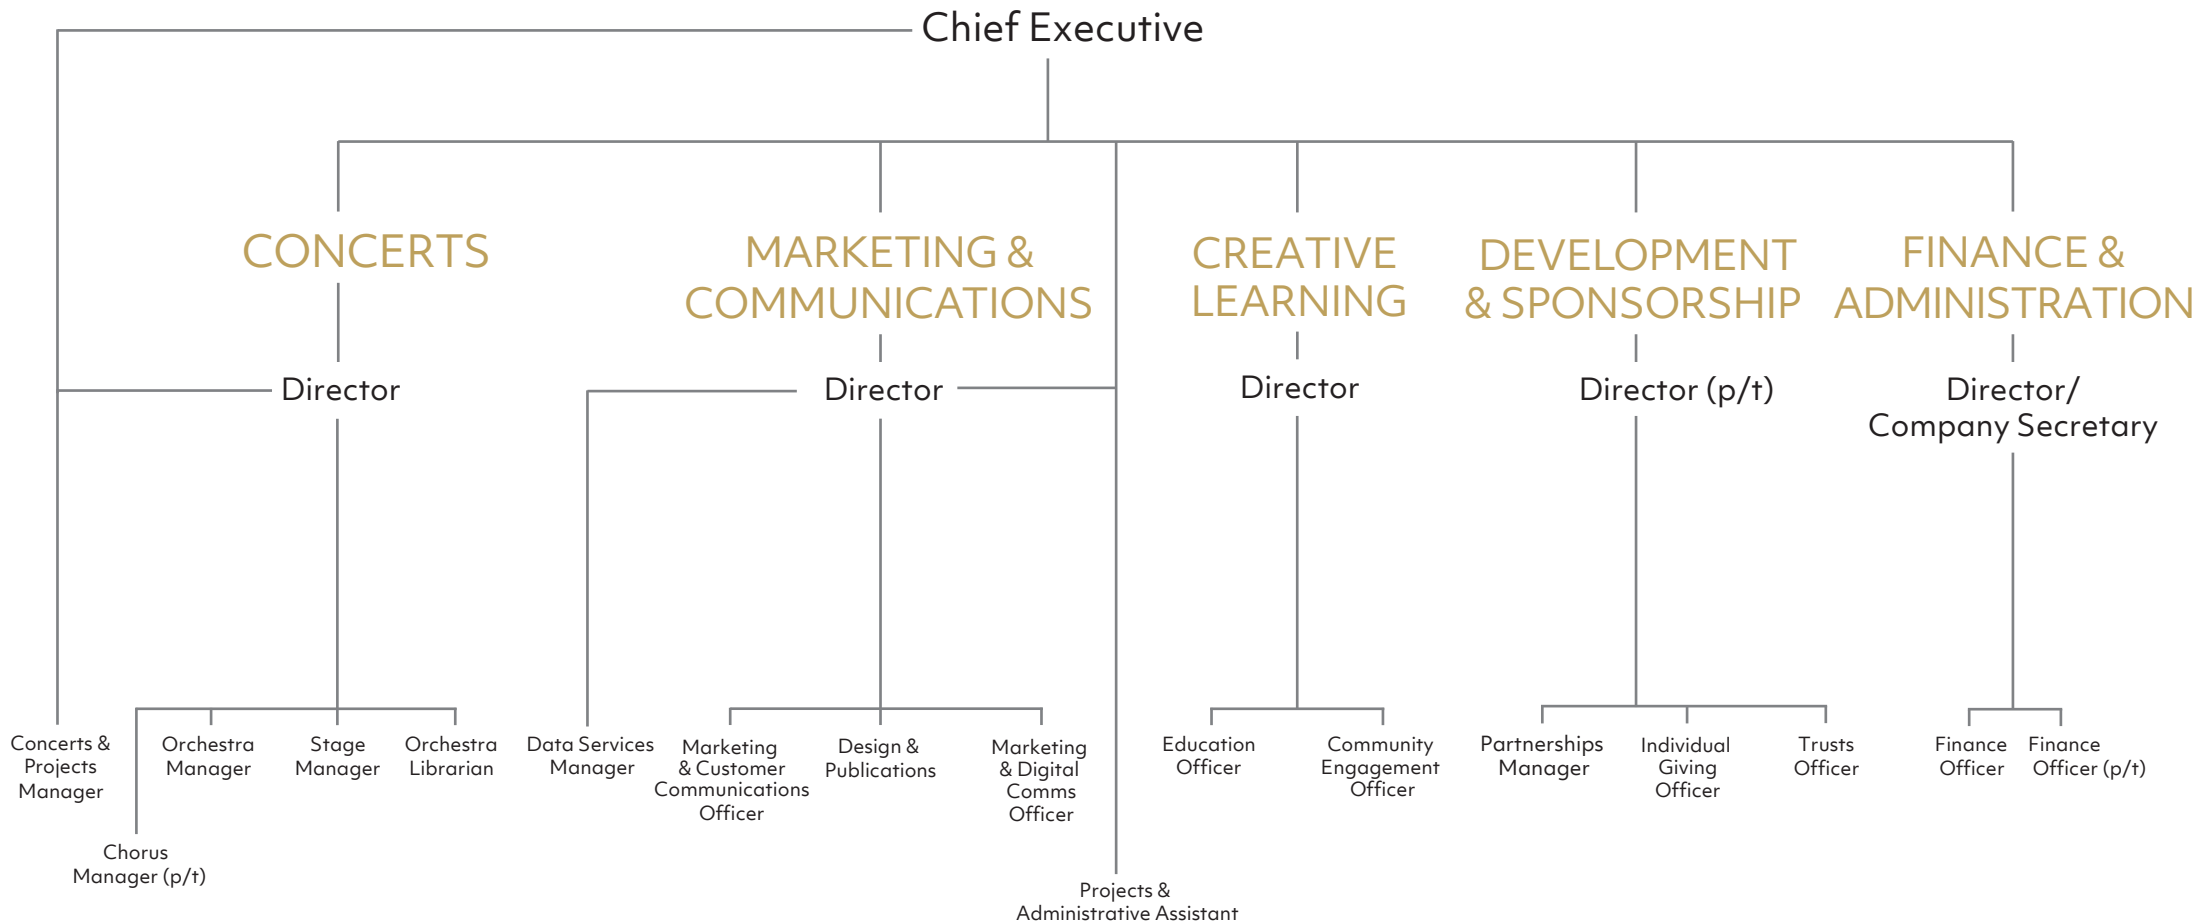 Chief Executive
CONCERTS
MARKETING &
COMMUNICATIONS
CREATIVE
LEARNING
DEVELOPMENT
& SPONSORSHIP
FINANCE &
ADMINISTRATION
Director
Director
Director
Director (p/t)
Director/
Company Secretary
Concerts &
Projects
Manager
Chorus
Manager (p/t)
Orchestra
Manager
Stage
Manager
Orchestra
Librarian
Data Services
Manager
Marketing
& Customer
Communications
Officer
Design &
Publications
Marketing
& Digital
Comms
Officer
Projects &
Administrative Assistant
Education
Officer
Community
Engagement
Officer
Partnerships
Manager
Individual
Giving
Officer
Trusts
Officer
Finance
Officer
Finance
Officer (p/t)